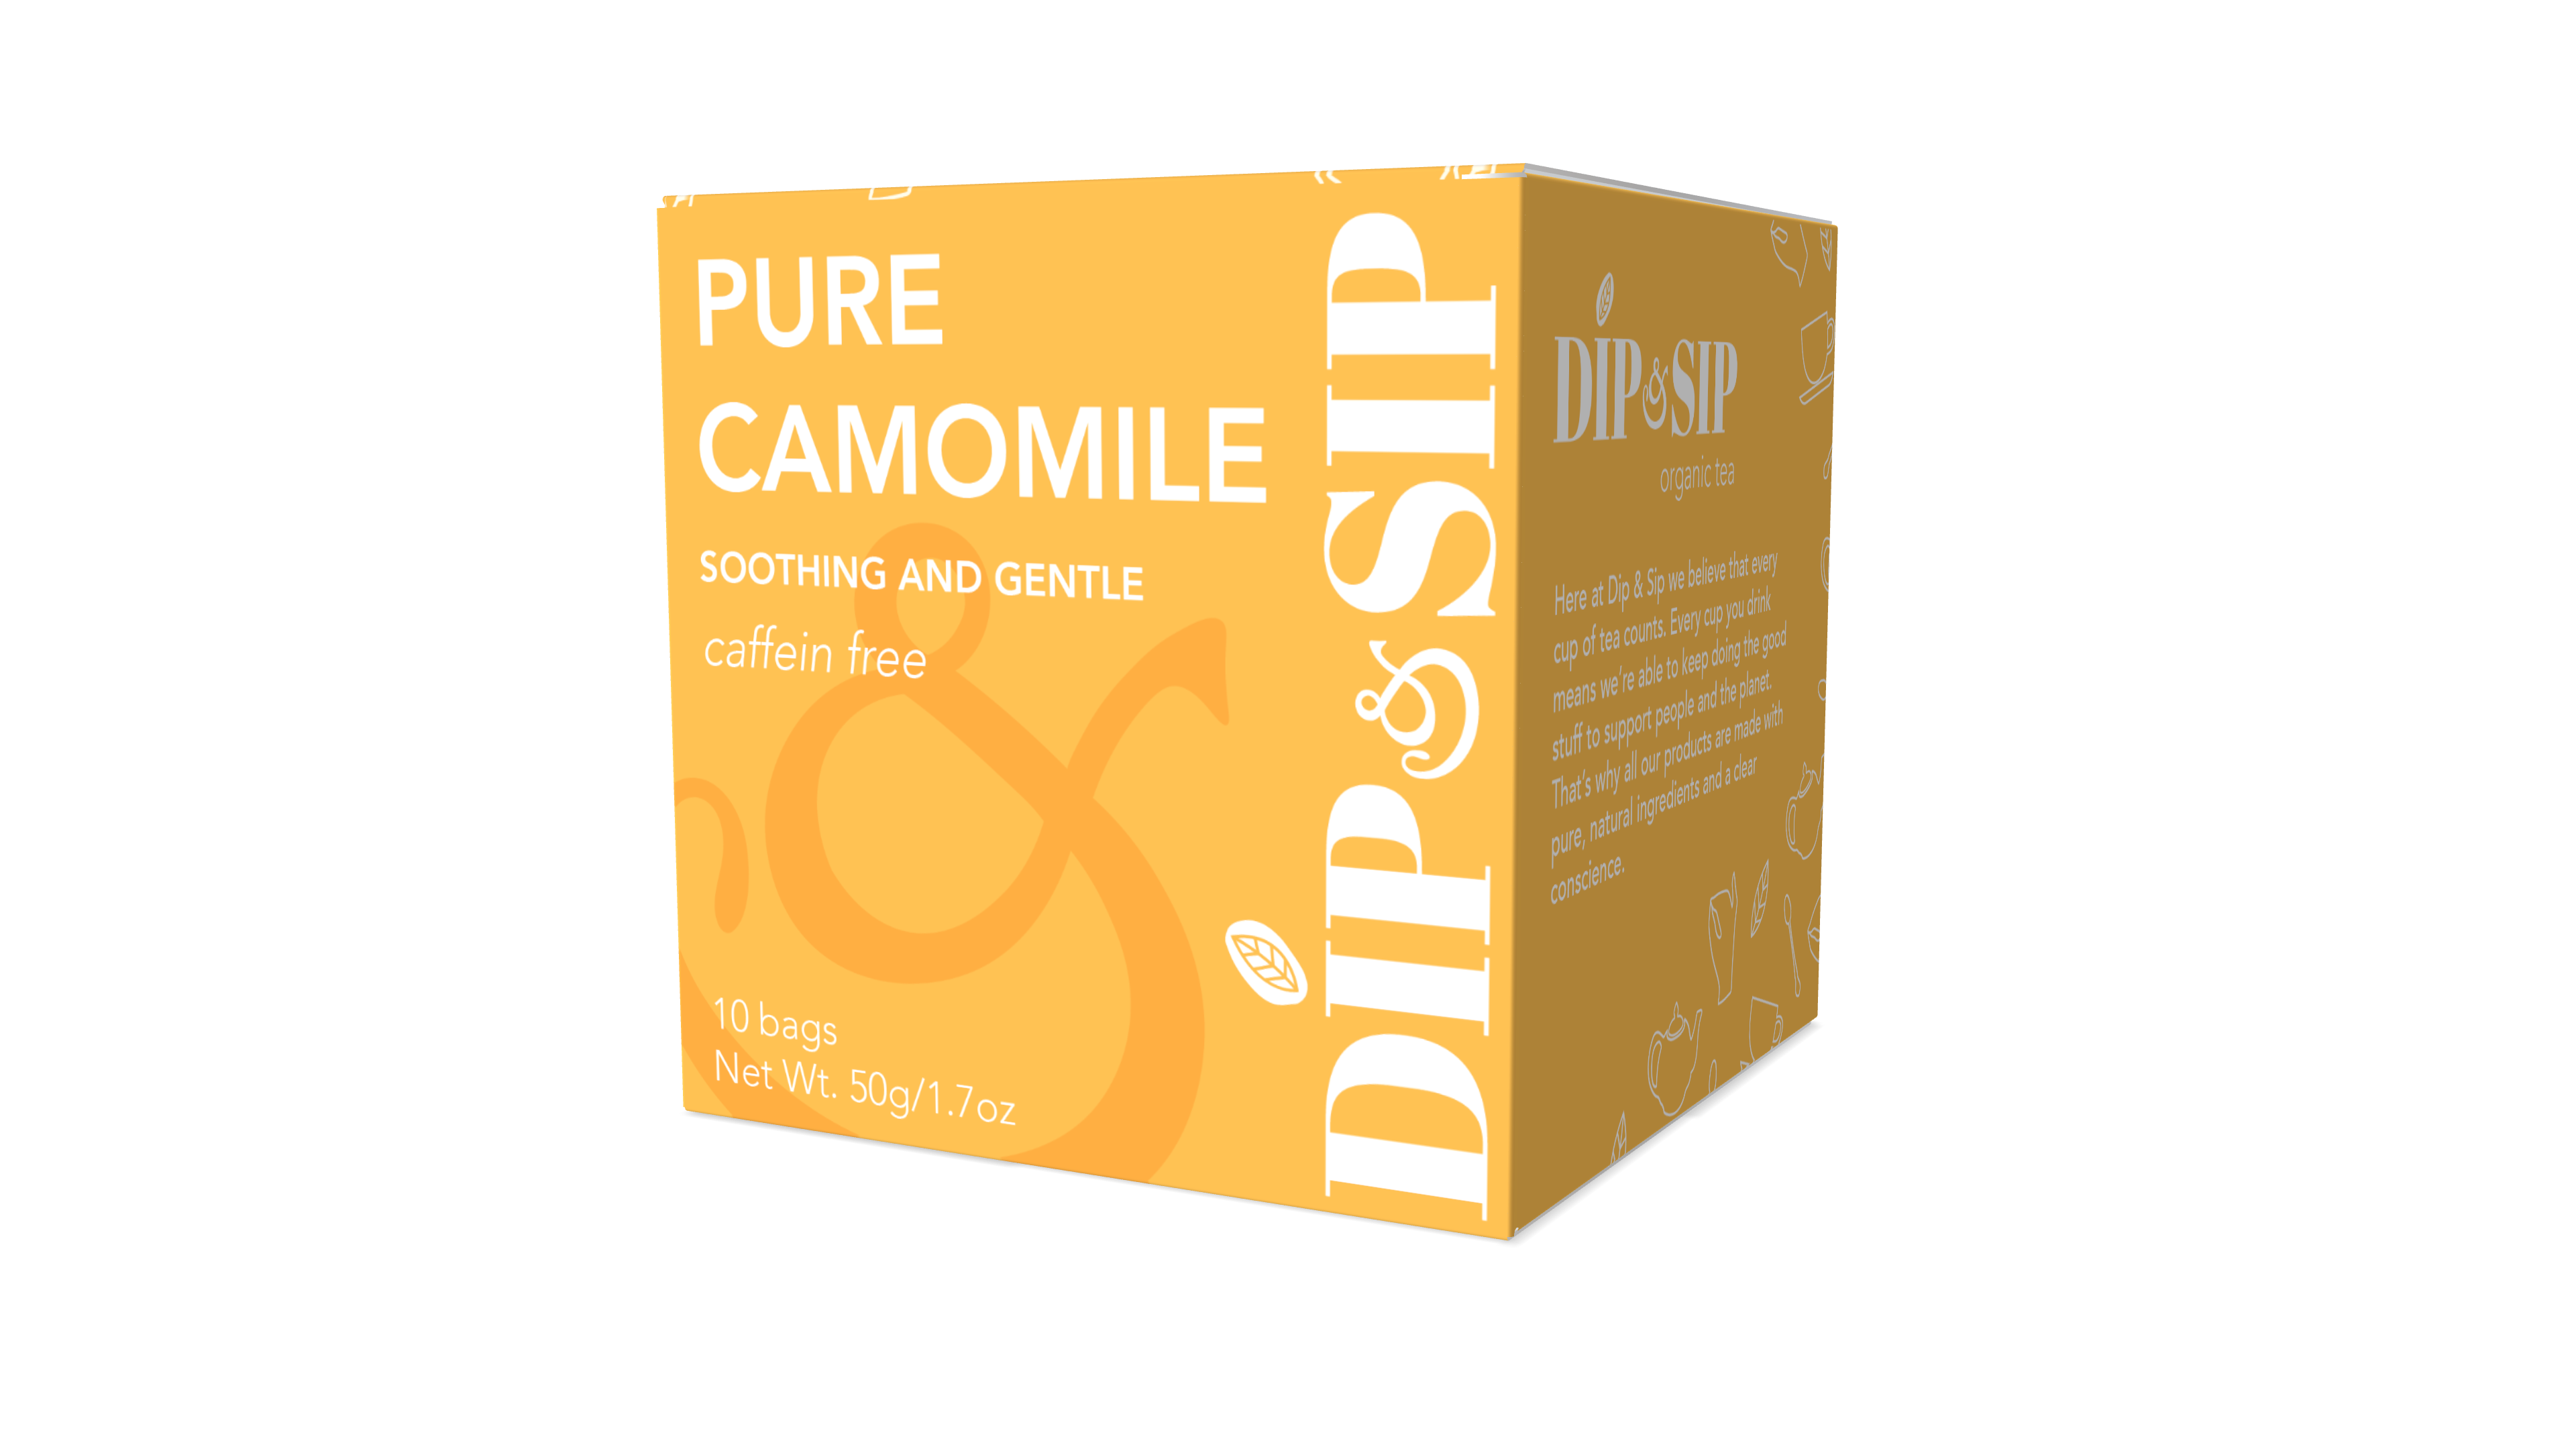 PURE
CAMOMILE
SOOTHING AND GENTLE
caffein free
10 bags
Net Wt. 50g/1.7oz
DIP&SIP
DIP&SIP
organic tea
Here at Dip & Sip we believe that every
cup of tea counts. Every cup you drink
means we're able to keep doing the good
stuff to support people and the planet.
That's why all our products are made with
pure, natural ingredients and a clear
conscience.